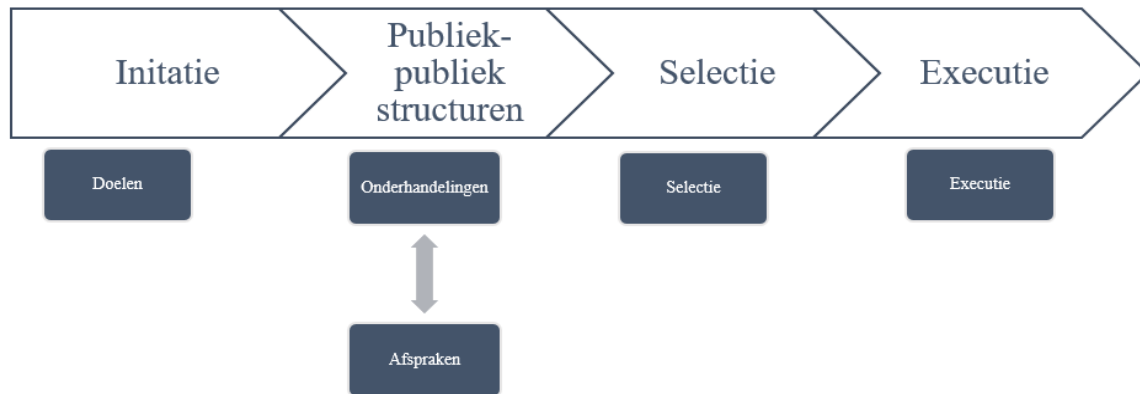 Initatie
Publiek-
publiek
structuren
Selectie
Executie
Doelen
Onderhandelingen
Selectie
Executie
Afspraken